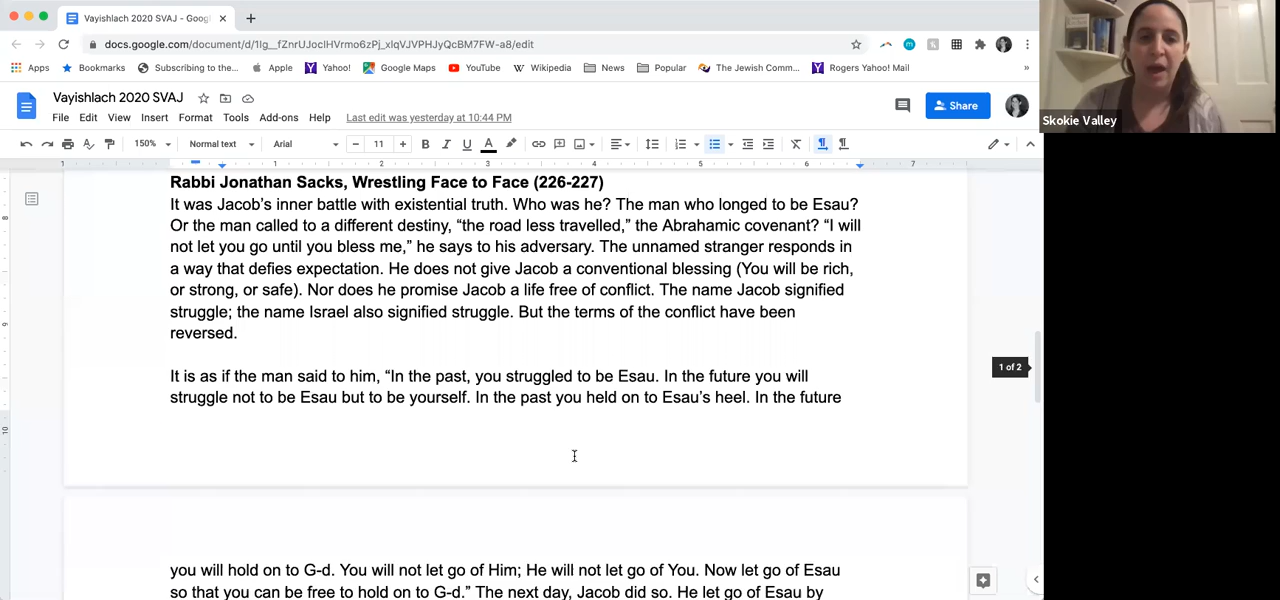 Vayishlach 2020 SVAJ - Goog
docs.google.com/document/d/1Ig__fZnrUJoclHVrmo6zPj_xlqVJVPHJyQcBM7FW-a8/edit
Apps Bookmarks Subscribing to the... Apple Yahoo! Google Maps YouTube Wikipedia News Popular The Jewish Comm... Rogers Yahoo! Mail »
Vayishlach 2020 SVAJ
File Edit View Insert Format Tools Add-ons Help Last edit was yesterday at 10:44 PM
Share
Skokie Valley
150% Normal text Arial 11 B I U A
1 1 2 3 4 5 6 7
Rabbi Jonathan Sacks, Wrestling Face to Face (226-227)
It was Jacob’s inner battle with existential truth. Who was he? The man who longed to be Esau?
Or the man called to a different destiny, “the road less travelled,” the Abrahamic covenant? “I will
not let you go until you bless me,” he says to his adversary. The unnamed stranger responds in
a way that defies expectation. He does not give Jacob a conventional blessing (You will be rich,
or strong, or safe). Nor does he promise Jacob a life free of conflict. The name Jacob signified
struggle; the name Israel also signified struggle. But the terms of the conflict have been
reversed.
1 of 2
It is as if the man said to him, “In the past, you struggled to be Esau. In the future you will
struggle not to be Esau but to be yourself. In the past you held on to Esau’s heel. In the future
you will hold on to G-d. You will not let go of Him; He will not let go of You. Now let go of Esau
so that you can be free to hold on to G-d.” The next day, Jacob did so. He let go of Esau by
8
9
10